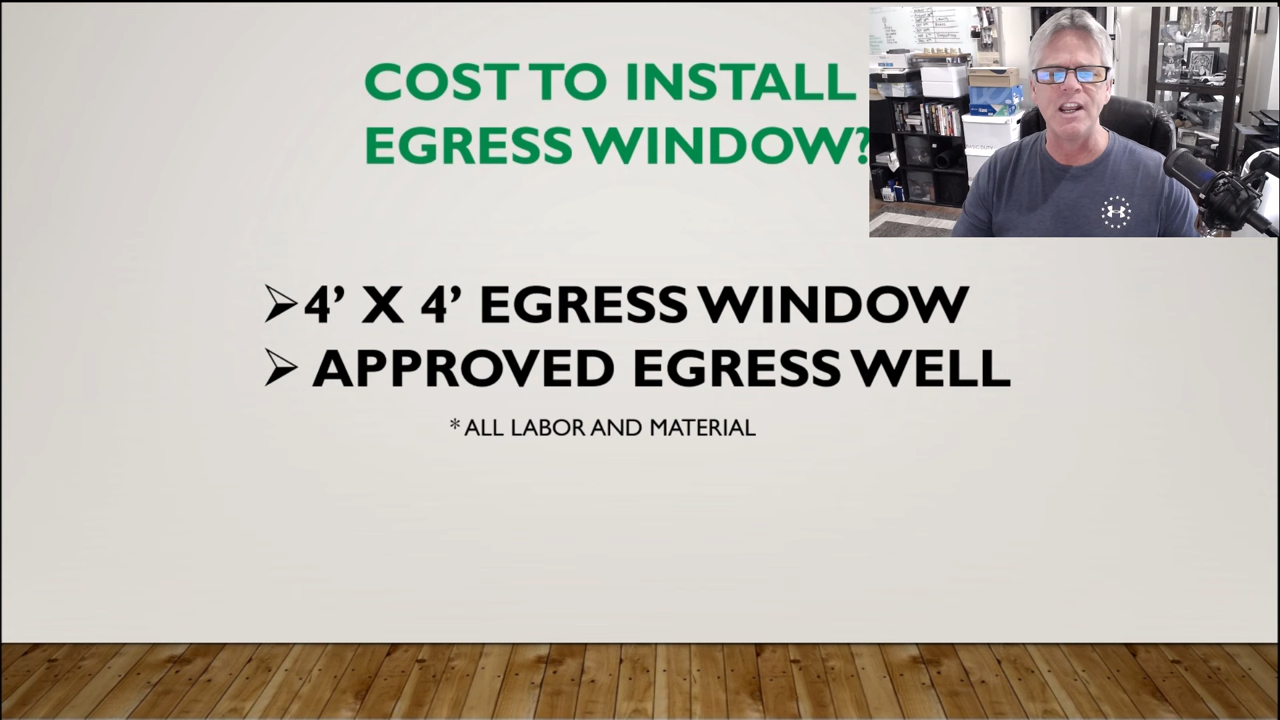 COST TO INSTALL
EGRESS WINDOW?
➢4’ X 4’ EGRESS WINDOW
➢ APPROVED EGRESS WELL
*ALL LABOR AND MATERIAL